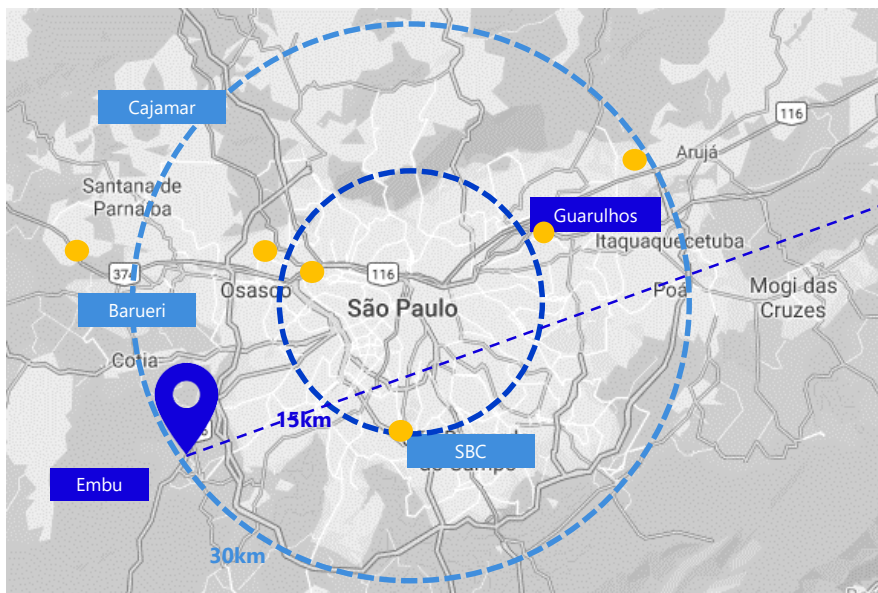 Cajamar
116
Arujá
Santana de
Parnaíba
Guarulhos
Itaquaquecetuba
374
116
Osasco
Barueri
São Paulo
Poá
Mogi das
Cruzes
Cotia
15km
SBC
do Campo
Embu
30km